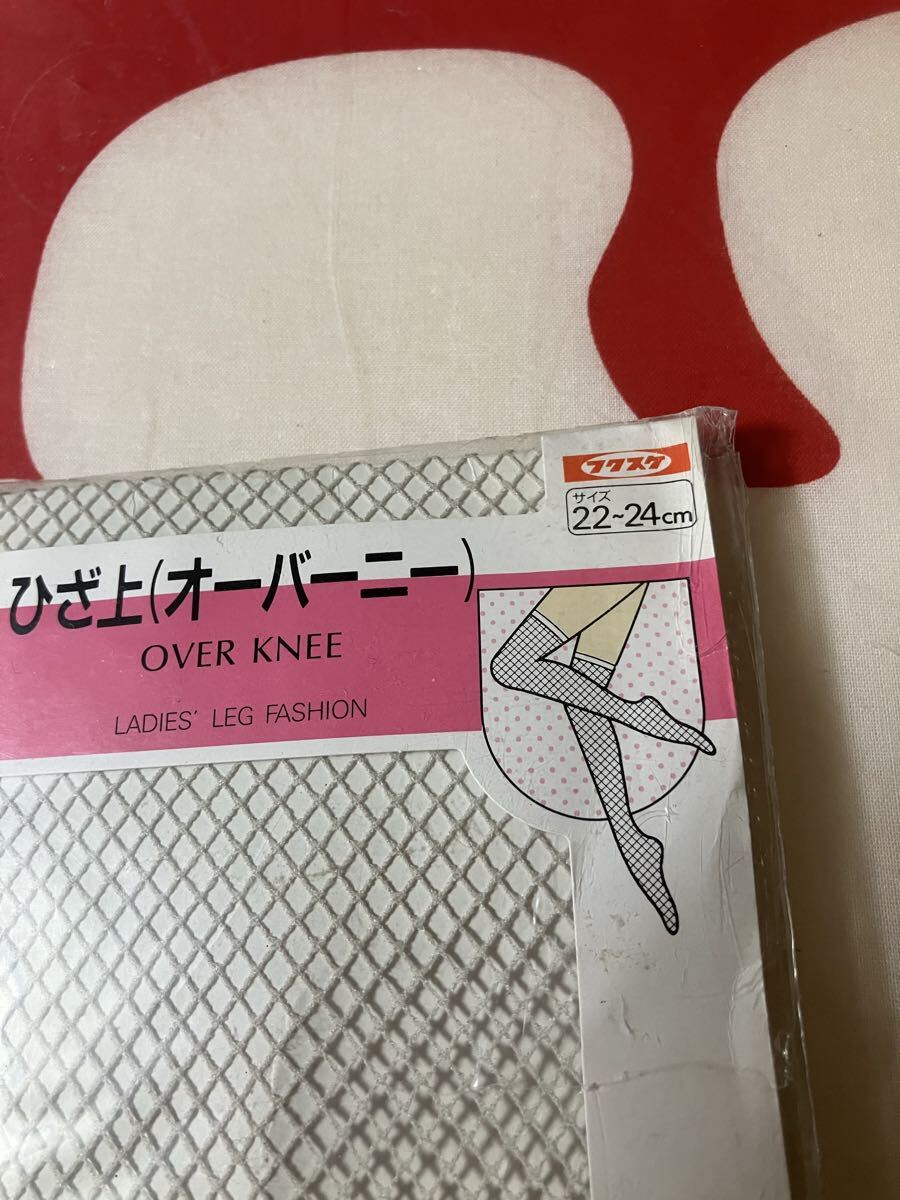 フクスケ
サイズ
22~24cm
ひざ上(オーバーニー)
OVER KNEE
LADIES' LEG FASHION